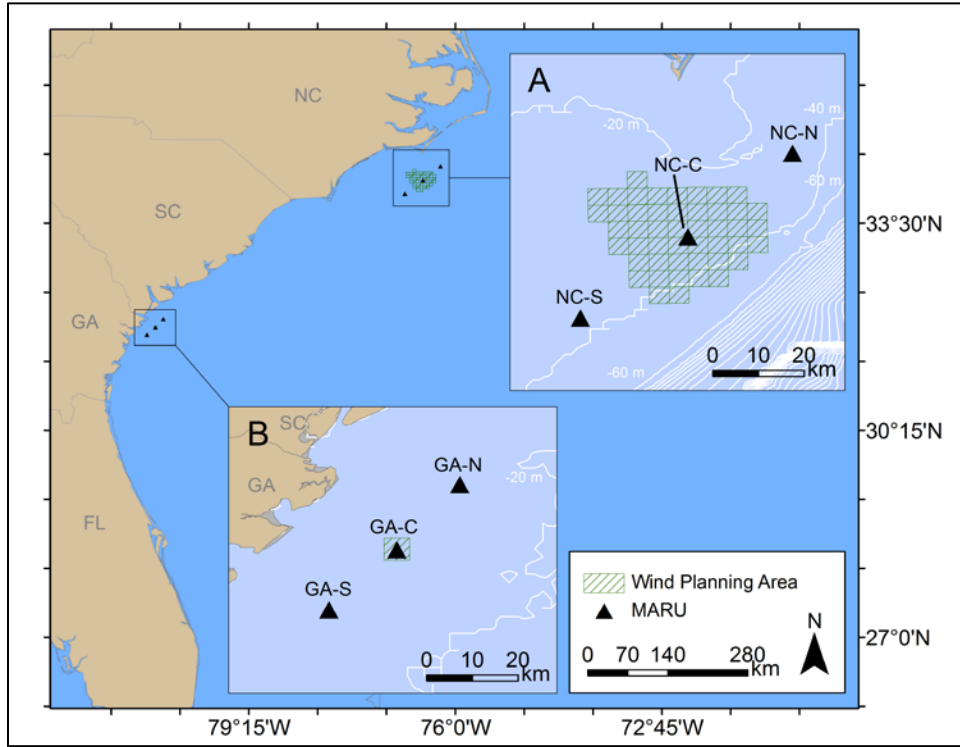 NC
SC
GA
FL
A
-20 m
-40 m
NC-N
NC-C
-60 m
NC-S
0 10 20
km
-60 m
33°30'N
B
SC
GA
GA-N
-20 m
GA-C
GA-S
0 10 20
km
30°15'N
Wind Planning Area
MARU
N
0 70 140 280
km
27°0'N
79°15'W 76°0'W 72°45'W